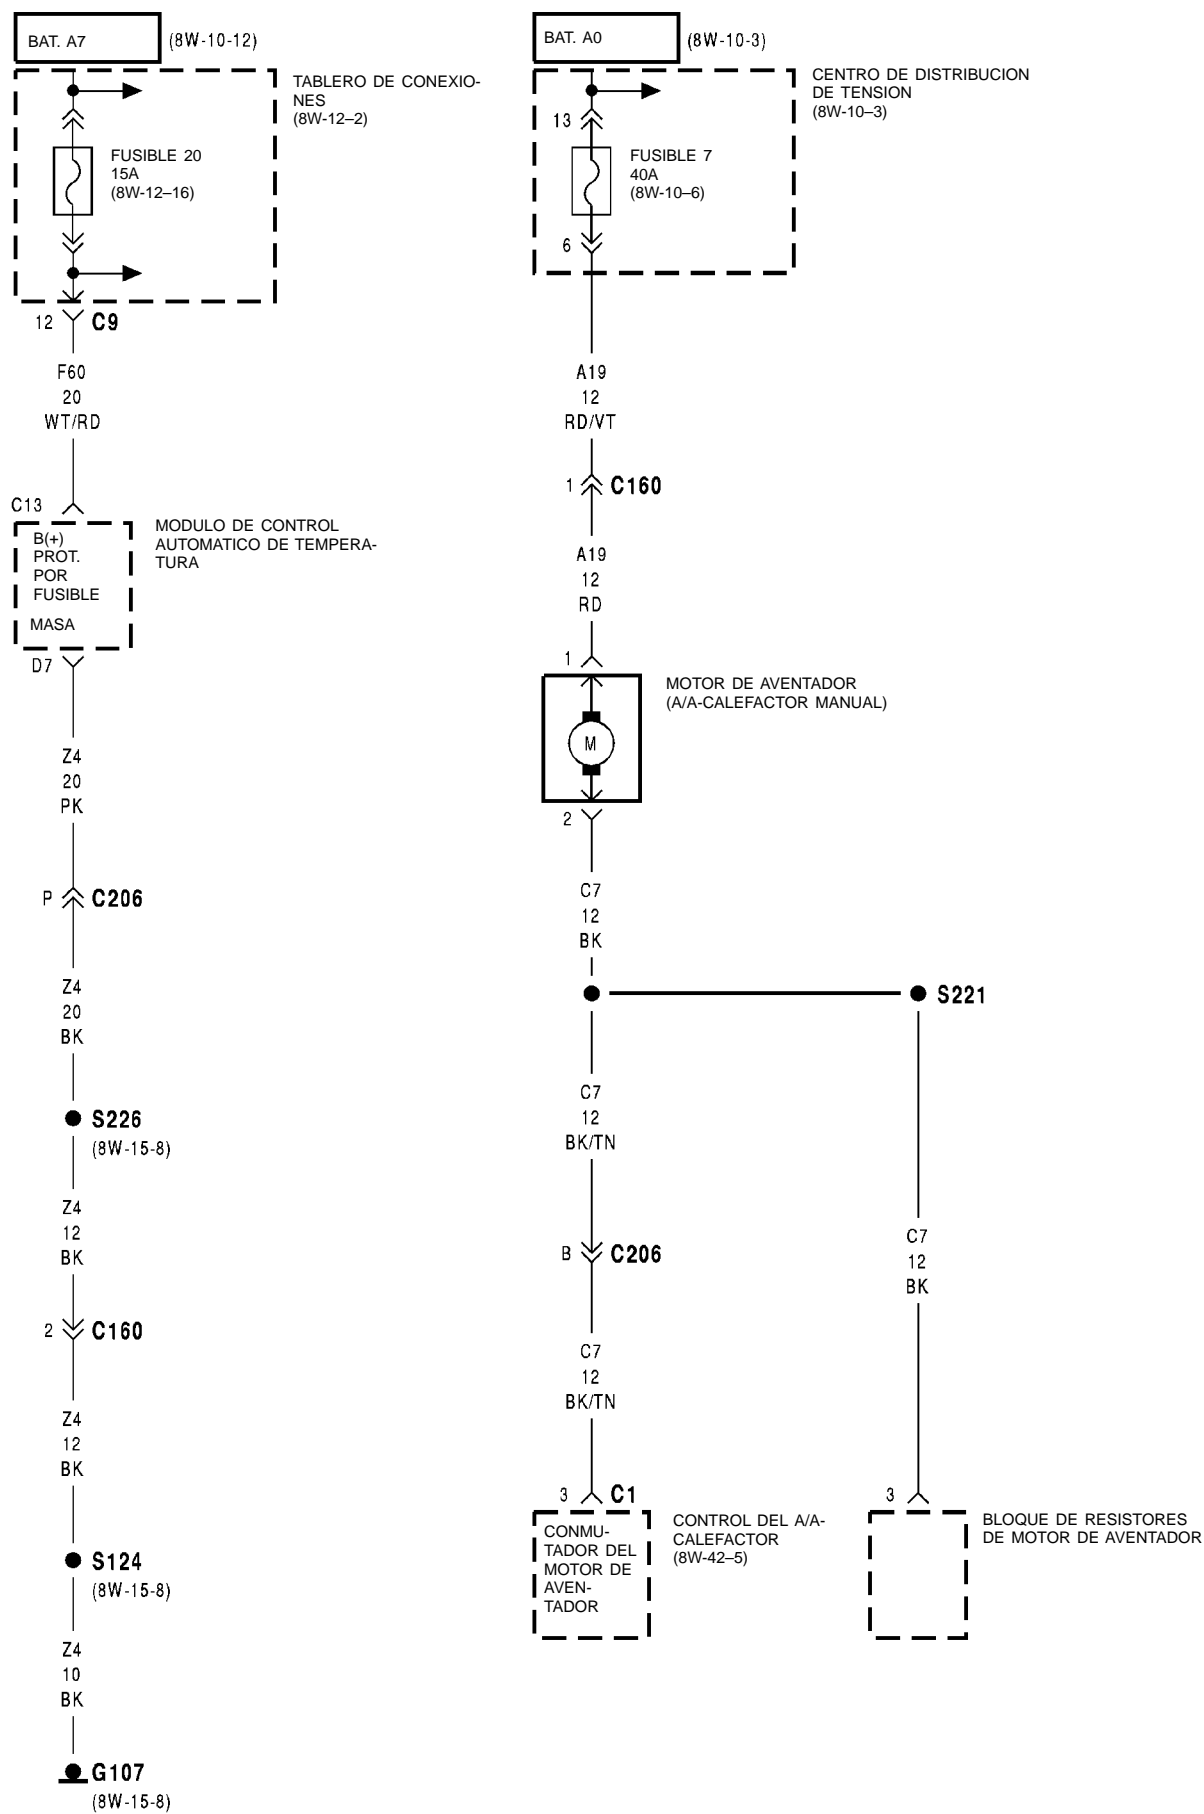 BAT. A7
(8W-10-12)
TABLERO DE CONEXIO-
NES
(8W-12–2)
FUSIBLE 20
15A
(8W-12–16)
12
C9
F60
20
WT/RD
C13
B(+)
PROT.
POR
FUSIBLE
MASA
MODULO DE CONTROL
AUTOMATICO DE TEMPERA-
TURA
D7
Z4
20
PK
P
C206
Z4
20
BK
S226
(8W-15-8)
Z4
12
BK
2
C160
Z4
12
BK
S124
(8W-15-8)
Z4
10
BK
G107
(8W-15-8)
BAT. A0
(8W-10-3)
CENTRO DE DISTRIBUCION
DE TENSION
(8W-10–3)
13
FUSIBLE 7
40A
(8W-10–6)
6
A19
12
RD/VT
1
C160
A19
12
RD
1
MOTOR DE AVENTADOR
(A/A-CALEFACTOR MANUAL)
M
2
C7
12
BK
S221
C7
12
BK/TN
B
C206
C7
12
BK/TN
3
C1
CONMU-
TADOR DEL
MOTOR DE
AVEN-
TADOR
CONTROL DEL A/A-
CALEFACTOR
(8W-42–5)
C7
12
BK
3
BLOQUE DE RESISTORES
DE MOTOR DE AVENTADOR